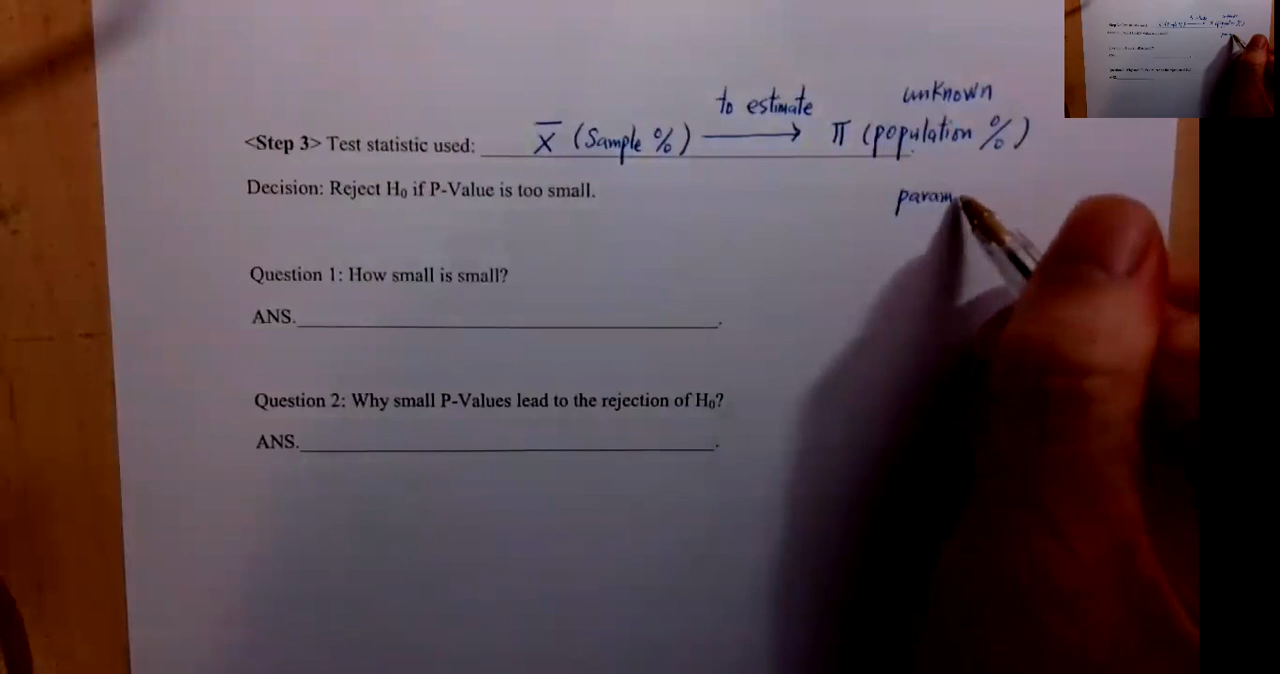 to estimate unknown
<Step 3> Test statistic used: X̅ (Sample %) → π (population %)
Decision: Reject H₀ if P-Value is too small.
param
Question 1: How small is small?
ANS.
Question 2: Why small P-Values lead to the rejection of H₀?
ANS.